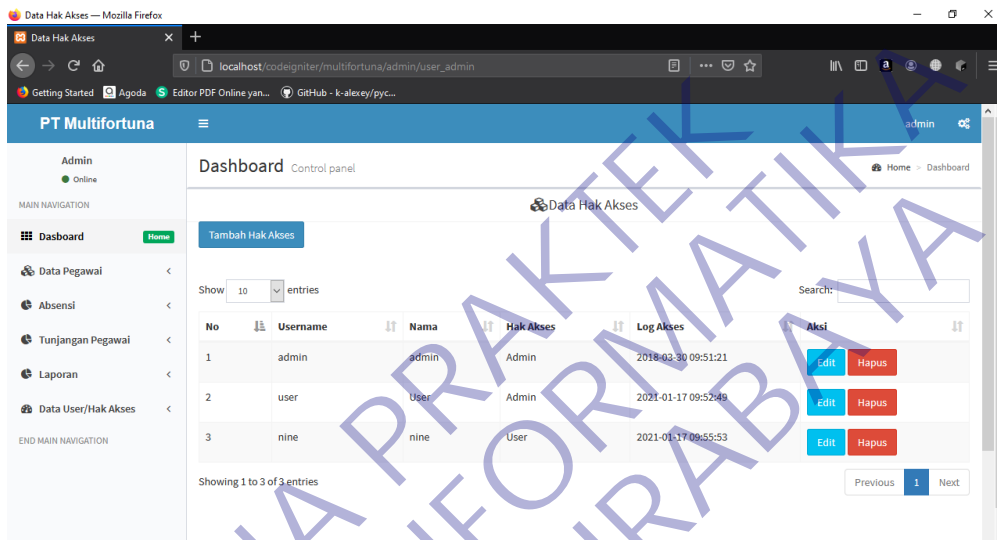 Data Hak Akses — Mozilla Firefox
Data Hak Akses
localhost/codeigniter/multifortuna/admin/user_admin
Getting Started Agoda Editor PDF Online yan... GitHub - k-alexey/pyc...
PT Multifortuna
admin
Admin
Online
Dashboard Control panel
Home > Dashboard
MAIN NAVIGATION
Data Hak Akses
Dasboard Home
Tambah Hak Akses
Data Pegawai
Absensi
Tunjangan Pegawai
Laporan
Data User/Hak Akses
END MAIN NAVIGATION
Show 10 entries
Search:
No Username Nama Hak Akses Log Akses Aksi
1 admin admin Admin 2018-03-30 09:51:21 Edit Hapus
2 user User Admin 2021-01-17 09:52:49 Edit Hapus
3 nine nine User 2021-01-17 09:55:53 Edit Hapus
Showing 1 to 3 of 3 entries
Previous 1 Next
PRAKTEK
INFORMATIKA
SURABAYA